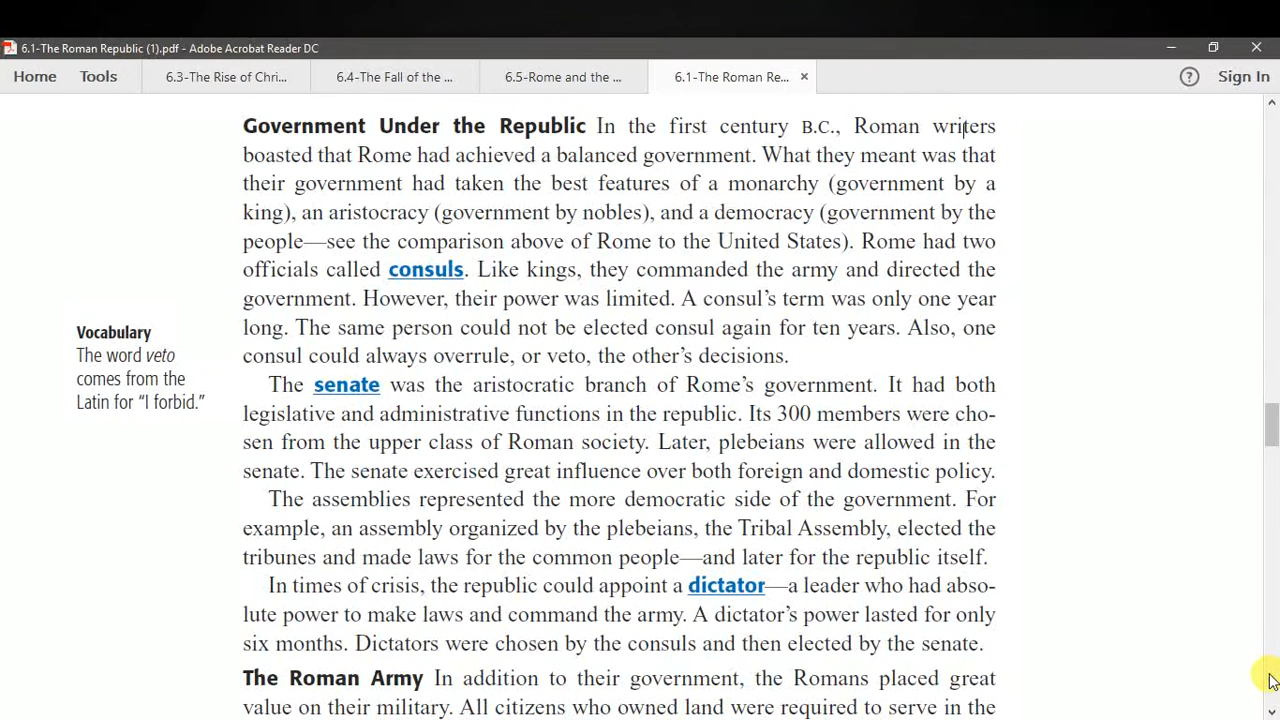 6.1-The Roman Republic (1).pdf - Adobe Acrobat Reader DC
Home Tools 6.3-The Rise of Chri... 6.4-The Fall of the ... 6.5-Rome and the ... 6.1-The Roman Re... × ? Sign In
Government Under the Republic In the first century B.C., Roman writers
boasted that Rome had achieved a balanced government. What they meant was that
their government had taken the best features of a monarchy (government by a
king), an aristocracy (government by nobles), and a democracy (government by the
people—see the comparison above of Rome to the United States). Rome had two
officials called consuls. Like kings, they commanded the army and directed the
government. However, their power was limited. A consul's term was only one year
long. The same person could not be elected consul again for ten years. Also, one
consul could always overrule, or veto, the other's decisions.
Vocabulary
The word veto
comes from the
Latin for “I forbid.”
The senate was the aristocratic branch of Rome's government. It had both
legislative and administrative functions in the republic. Its 300 members were cho-
sen from the upper class of Roman society. Later, plebeians were allowed in the
senate. The senate exercised great influence over both foreign and domestic policy.
The assemblies represented the more democratic side of the government. For
example, an assembly organized by the plebeians, the Tribal Assembly, elected the
tribunes and made laws for the common people—and later for the republic itself.
In times of crisis, the republic could appoint a dictator—a leader who had abso-
lute power to make laws and command the army. A dictator's power lasted for only
six months. Dictators were chosen by the consuls and then elected by the senate.
The Roman Army In addition to their government, the Romans placed great
value on their military. All citizens who owned land were required to serve in the